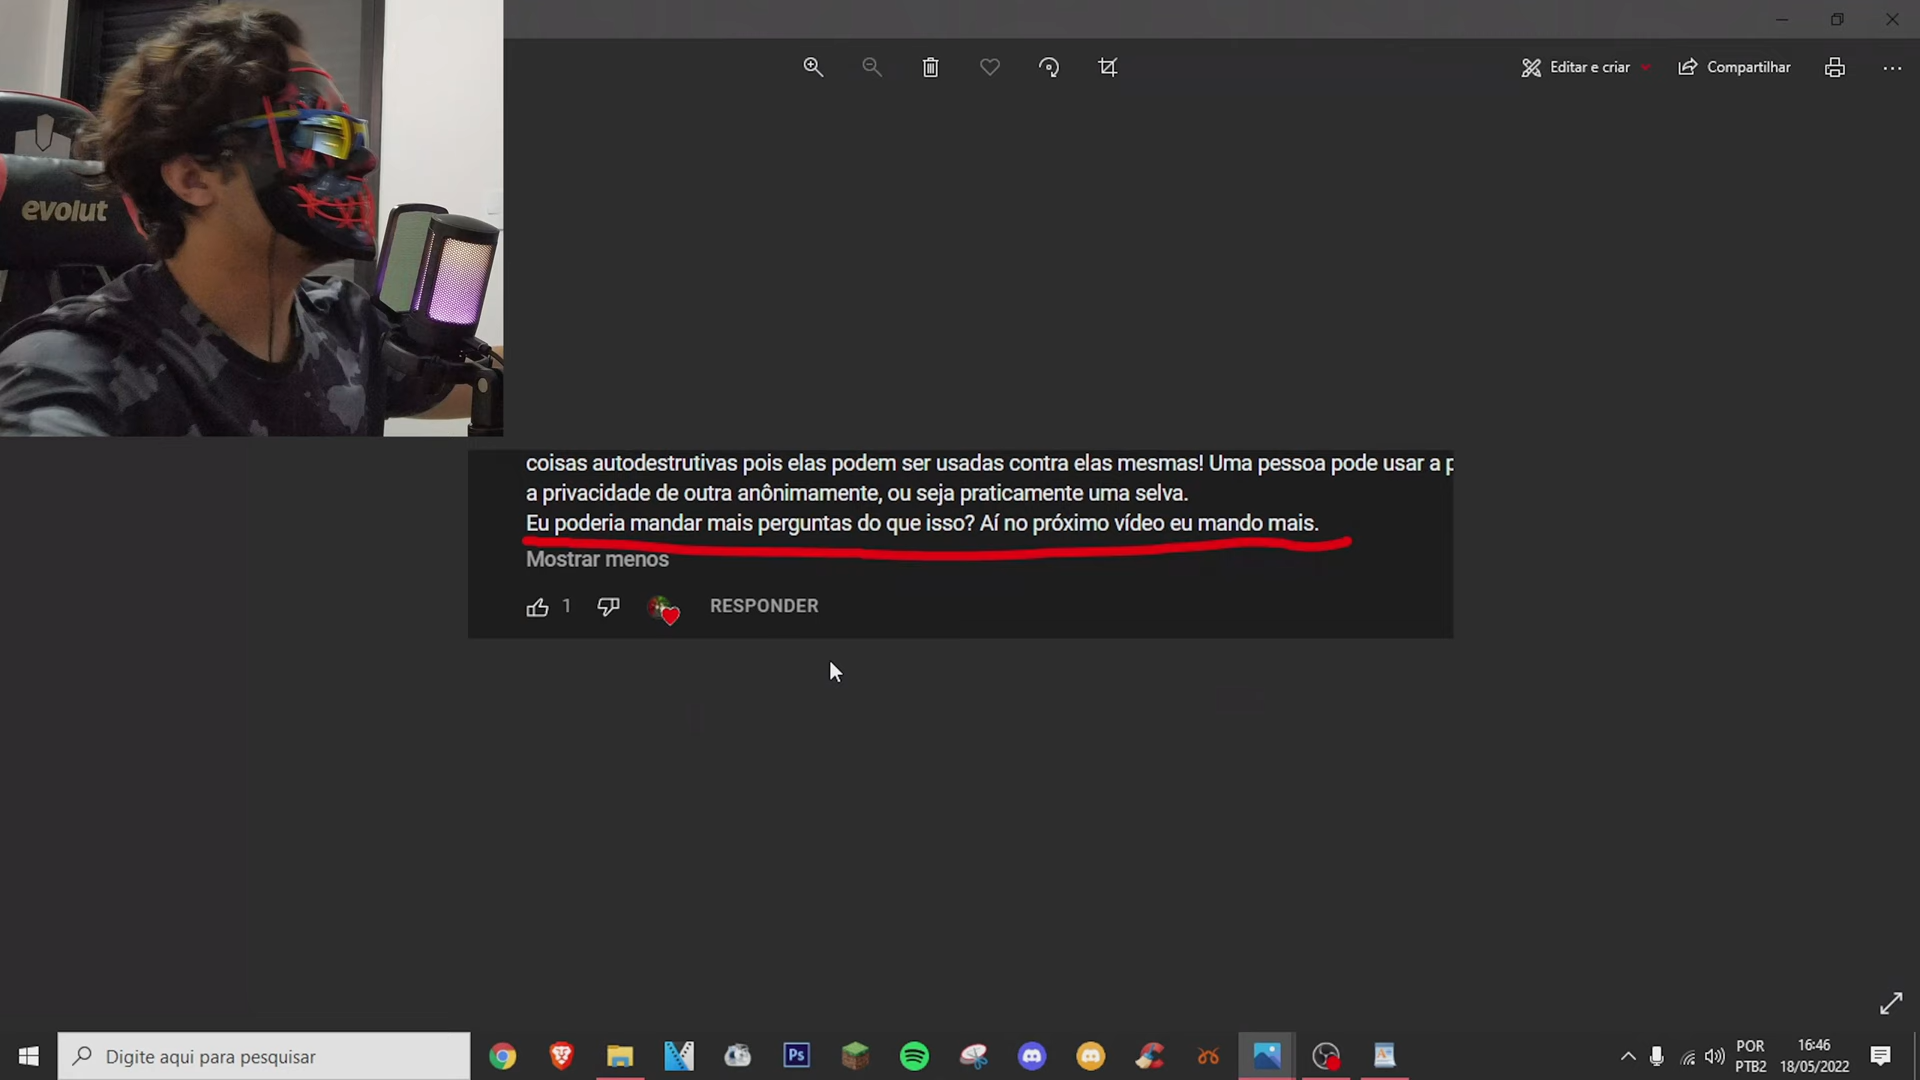 evolut
Editar e criar
Compartilhar
coisas autodestrutivas pois elas podem ser usadas contra elas mesmas! Uma pessoa pode usar a p
a privacidade de outra anônimamente, ou seja praticamente uma selva.
Eu poderia mandar mais perguntas do que isso? Aí no próximo vídeo eu mando mais.
Mostrar menos
1
RESPONDER
Digite aqui para pesquisar
Ps
POR
PTB2
16:46
18/05/2022